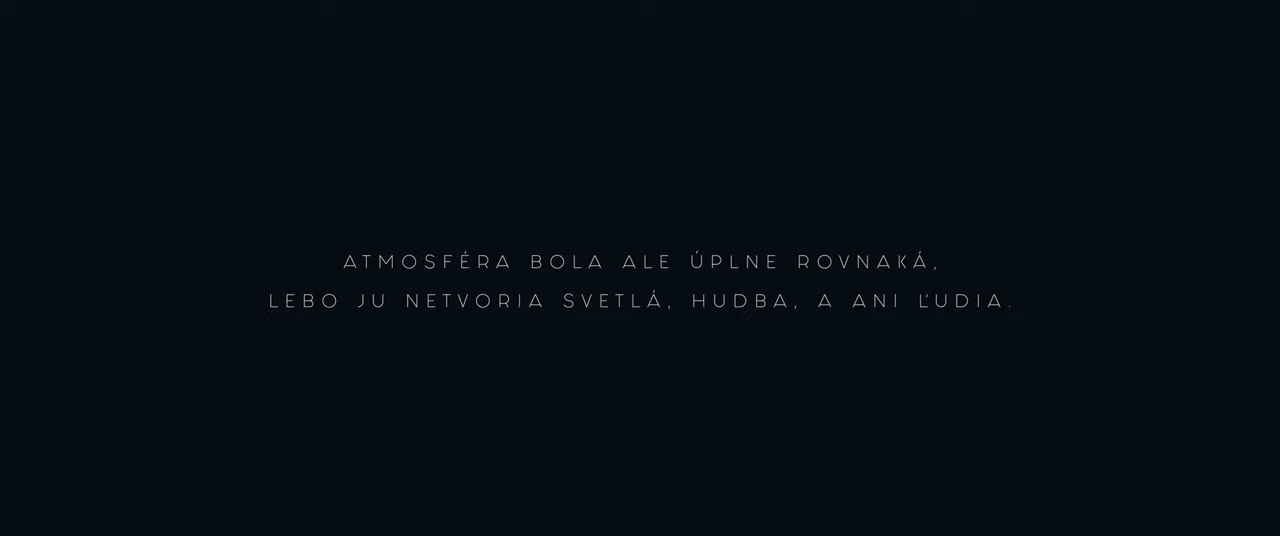 ATMOSFÉRA BOLA ALE ÚPLNE ROVNAKÁ,
LEBO JU NETVORIA SVETLÁ, HUDBA, A ANI ĽUDIA.